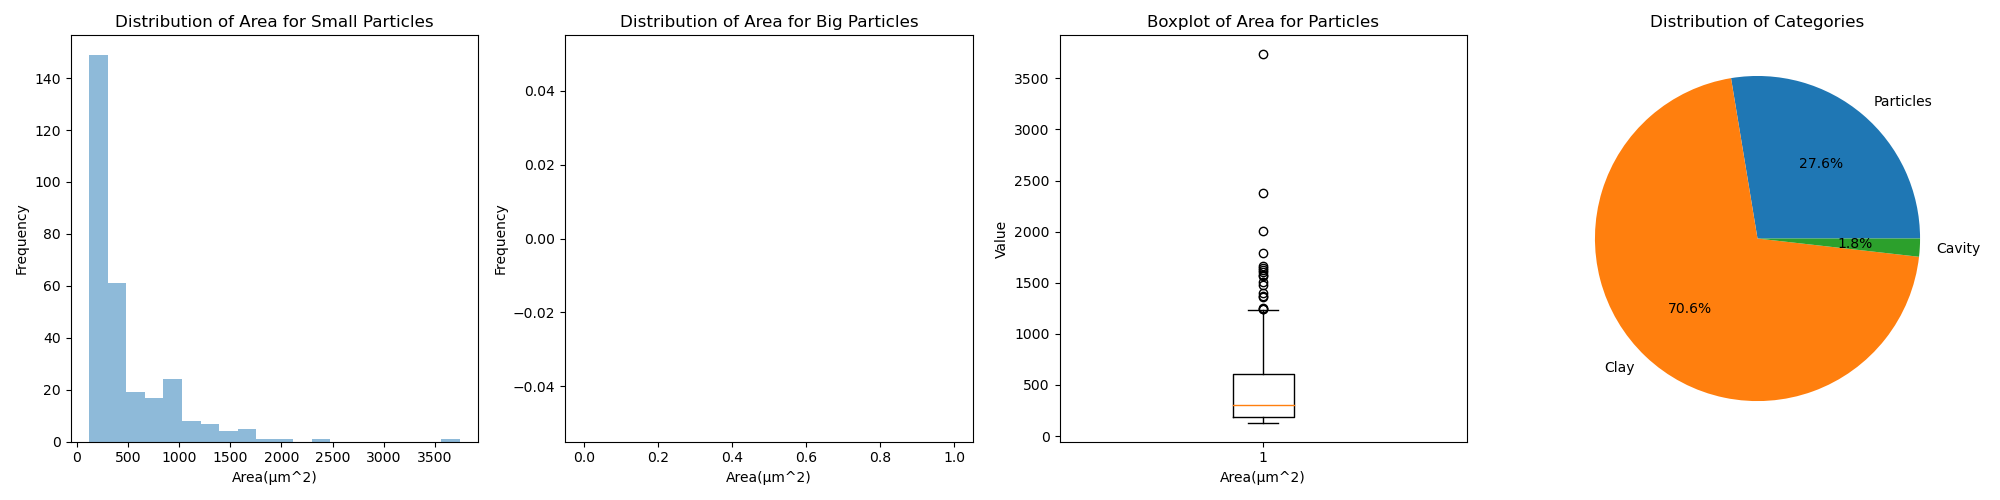 Distribution of Area for Small Particles
Frequency
140
120
100
80
60
40
20
0
0 500 1000 1500 2000 2500 3000 3500
Area(μm^2)
Distribution of Area for Big Particles
Frequency
0.04
0.02
0.00
−0.02
−0.04
0.0 0.2 0.4 0.6 0.8 1.0
Area(μm^2)
Boxplot of Area for Particles
Value
3500
3000
2500
2000
1500
1000
500
0
1
Area(μm^2)
Distribution of Categories
Particles
27.6%
Cavity
1.8%
70.6%
Clay